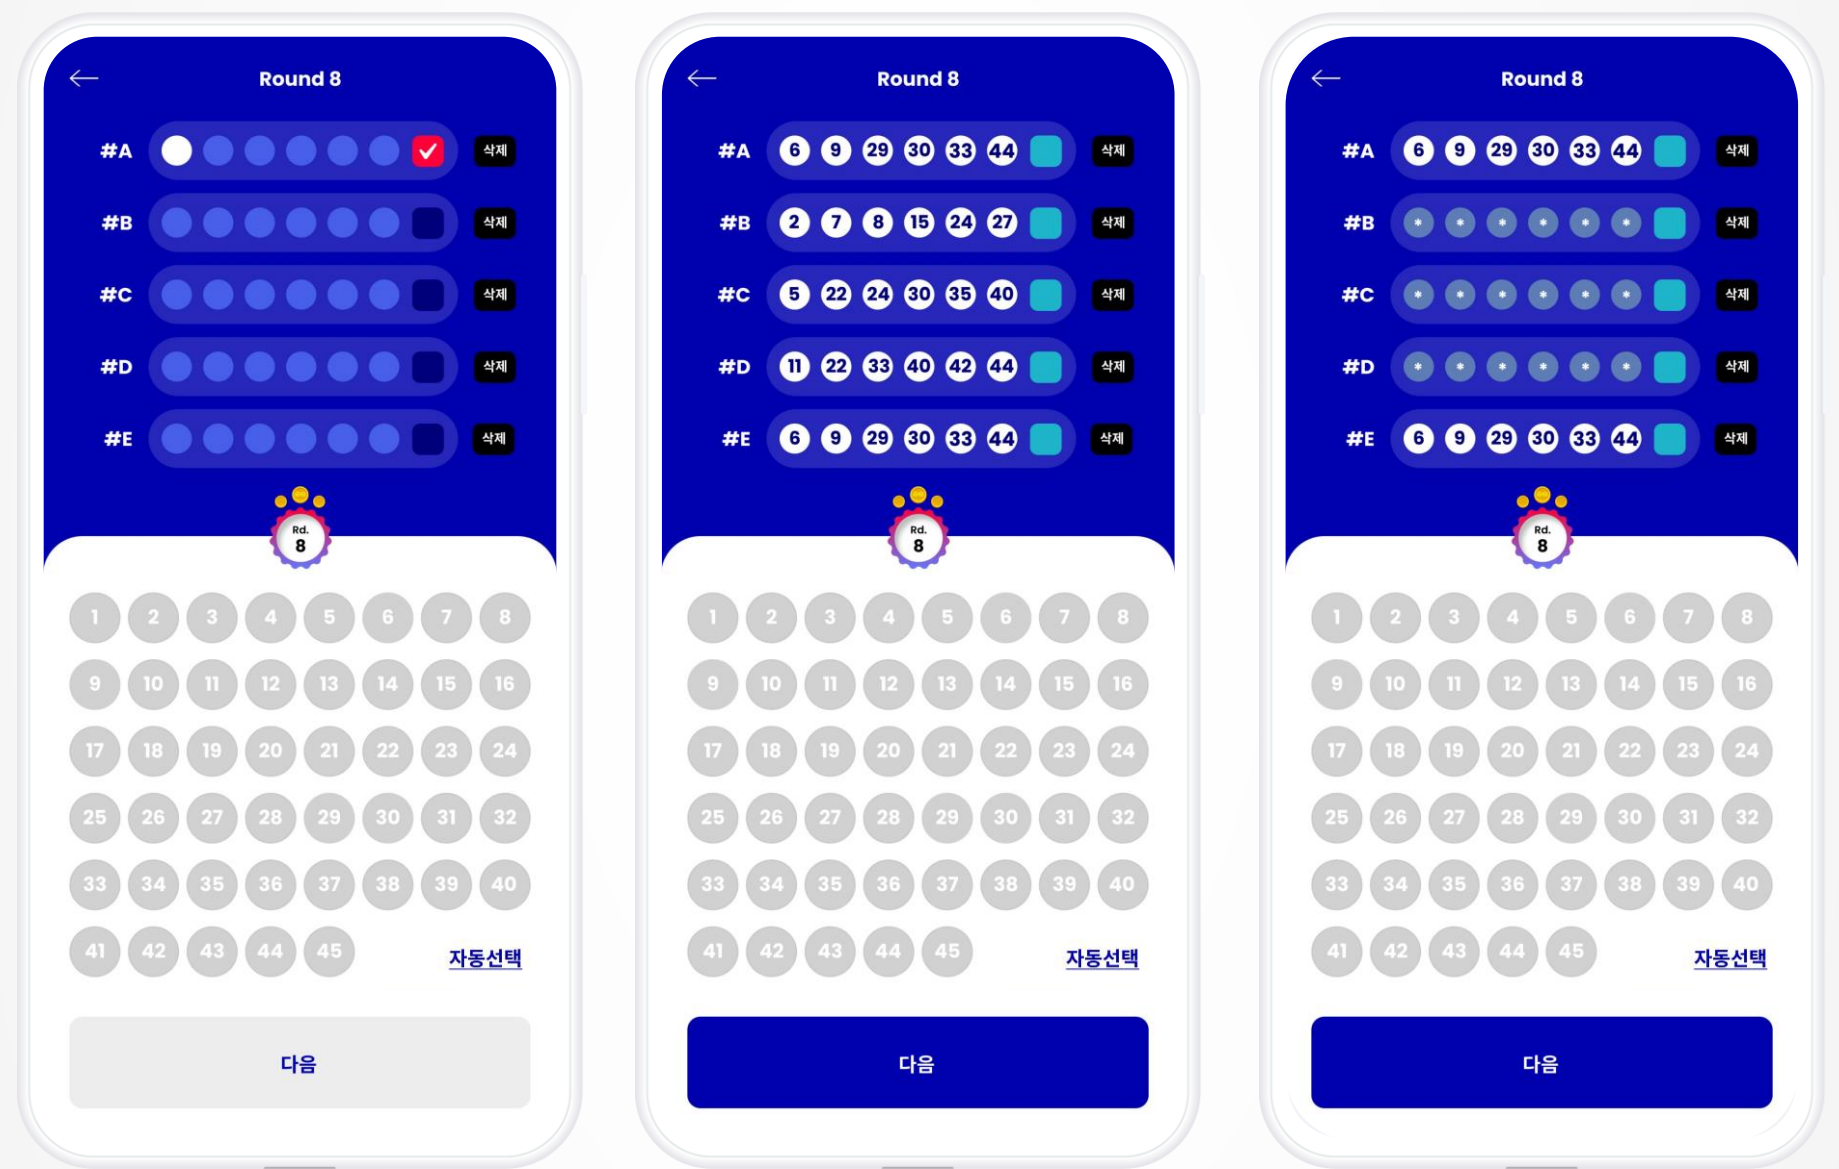 Round 8
#A 삭제
#B 삭제
#C 삭제
#D 삭제
#E 삭제
Rd.
8
1 2 3 4 5 6 7 8
9 10 11 12 13 14 15 16
17 18 19 20 21 22 23 24
25 26 27 28 29 30 31 32
33 34 35 36 37 38 39 40
41 42 43 44 45
자동선택
다음
Round 8
#A 6 9 29 30 33 44 삭제
#B 2 7 8 15 24 27 삭제
#C 5 22 24 30 35 40 삭제
#D 11 22 33 40 42 44 삭제
#E 6 9 29 30 33 44 삭제
Rd.
8
1 2 3 4 5 6 7 8
9 10 11 12 13 14 15 16
17 18 19 20 21 22 23 24
25 26 27 28 29 30 31 32
33 34 35 36 37 38 39 40
41 42 43 44 45
자동선택
다음
Round 8
#A 6 9 29 30 33 44 삭제
#B * * * * * * 삭제
#C * * * * * * 삭제
#D * * * * * * 삭제
#E 6 9 29 30 33 44 삭제
Rd.
8
1 2 3 4 5 6 7 8
9 10 11 12 13 14 15 16
17 18 19 20 21 22 23 24
25 26 27 28 29 30 31 32
33 34 35 36 37 38 39 40
41 42 43 44 45
자동선택
다음